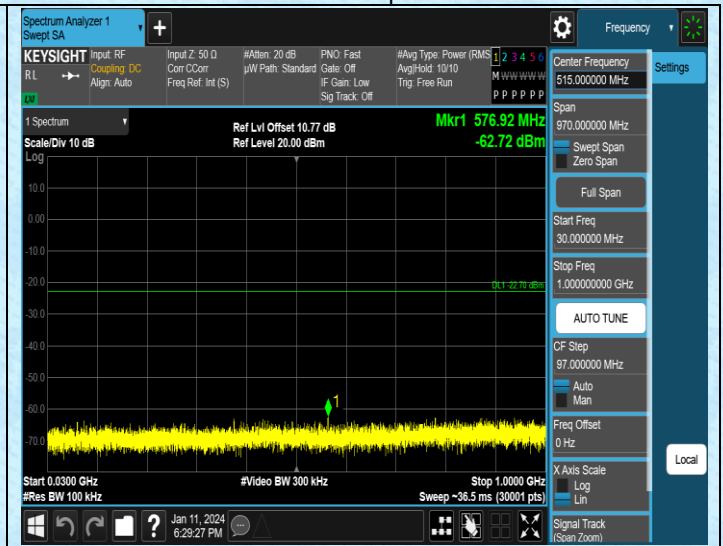 Spectrum Analyzer 1
Swept SA
+
Frequency
KEYSIGHT
R L
Input: RF
Coupling: DC
Align: Auto
Input Z: 50 Ω
Corr CCorr
Freq Ref: Int (S)
#Atten: 20 dB
µW Path: Standard
PNO: Fast
Gate: Off
IF Gain: Low
Sig Track: Off
#Avg Type: Power (RMS
Avg|Hold: 10/10
Trig: Free Run
1 2 3 4 5 6
M W W W W W
P P P P P P
1 Spectrum
Scale/Div 10 dB
Log
Ref Lvl Offset 10.77 dB
Ref Level 20.00 dBm
Mkr1 576.92 MHz
-62.72 dBm
10.0
0.00
-10.0
-20.0
DL1 -22.70 dBm
-30.0
-40.0
-50.0
-60.0
1
-70.0
Start 0.0300 GHz
#Res BW 100 kHz
#Video BW 300 kHz
Stop 1.0000 GHz
Sweep ~36.5 ms (30001 pts)
Center Frequency
515.000000 MHz
Settings
Span
970.000000 MHz
Swept Span
Zero Span
Full Span
Start Freq
30.000000 MHz
Stop Freq
1.000000000 GHz
AUTO TUNE
CF Step
97.000000 MHz
Auto
Man
Freq Offset
0 Hz
X Axis Scale
Log
Lin
Signal Track
(Span Zoom)
Local
?
Jan 11, 2024
6:29:27 PM